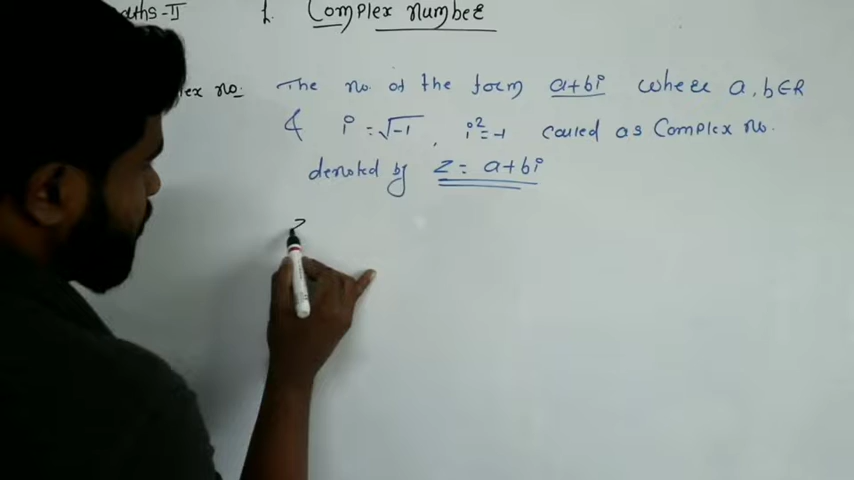 aths-II 1. Complex Number
ex no. The no. of the form a+bi where a, b∈R
& i = √-1, i²=-1 called as Complex no.
denoted by z = a+bi
z